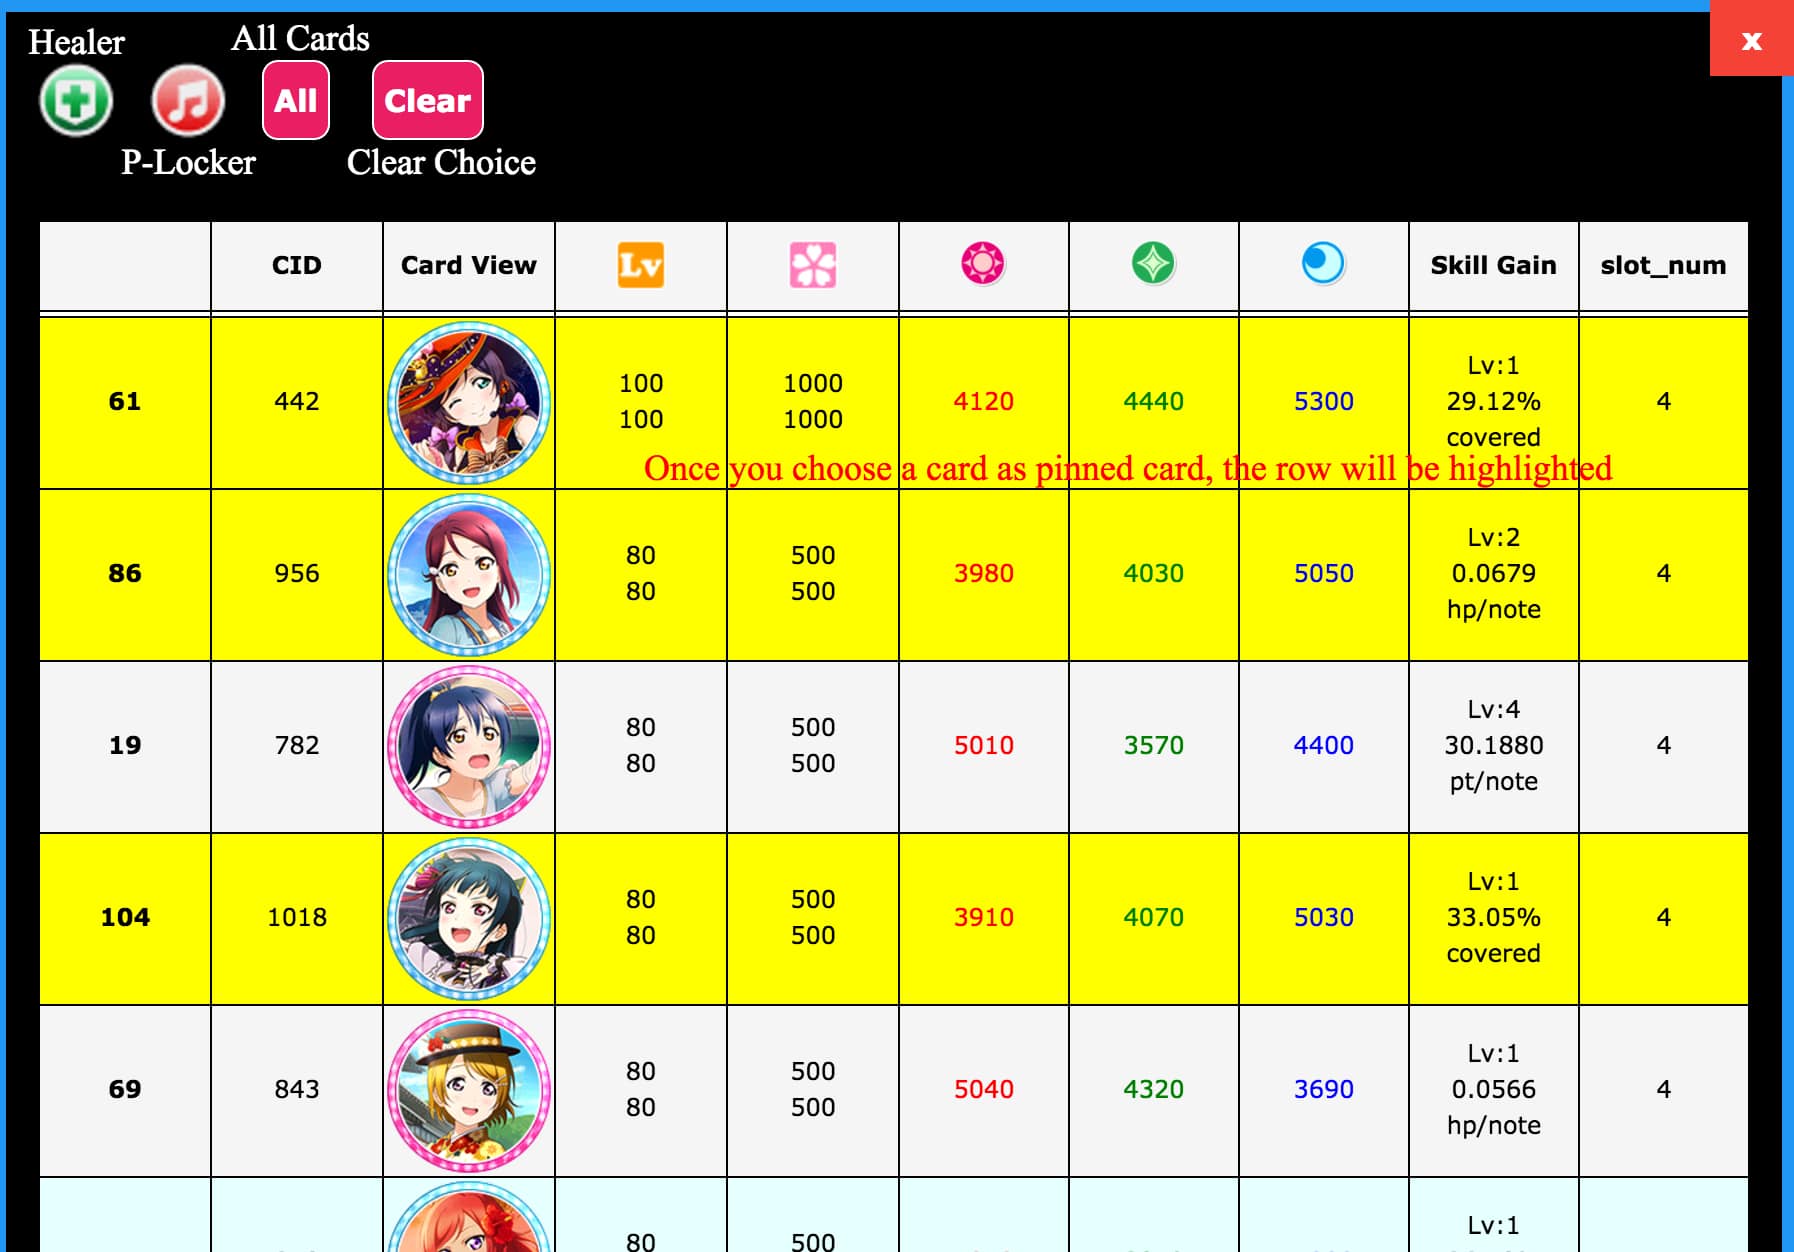 Healer
All Cards
x
All
Clear
P-Locker
Clear Choice
CID
Card View
Lv
Skill Gain
slot_num
61
442
100
100
1000
1000
4120
4440
5300
Lv:1
29.12%
covered
4
Once you choose a card as pinned card, the row will be highlighted
86
956
80
80
500
500
3980
4030
5050
Lv:2
0.0679
hp/note
4
19
782
80
80
500
500
5010
3570
4400
Lv:4
30.1880
pt/note
4
104
1018
80
80
500
500
3910
4070
5030
Lv:1
33.05%
covered
4
69
843
80
80
500
500
5040
4320
3690
Lv:1
0.0566
hp/note
4
80
500
Lv:1